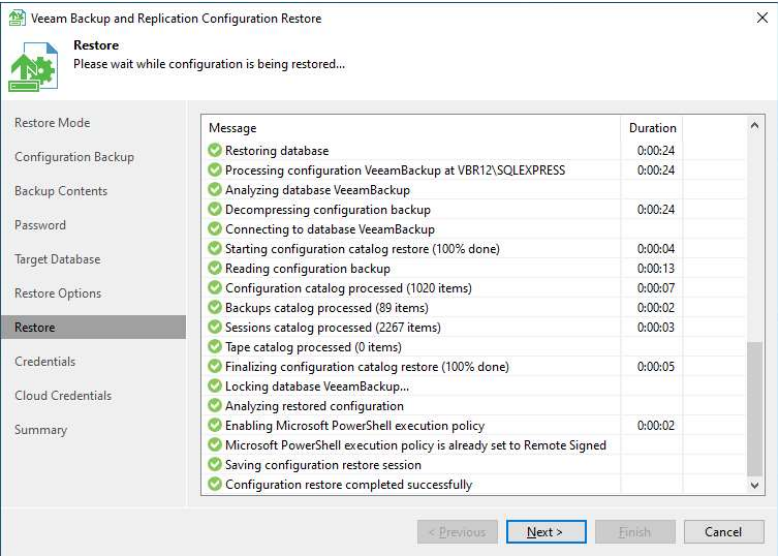 Veeam Backup and Replication Configuration Restore
Restore
Please wait while configuration is being restored...
Restore Mode
Configuration Backup
Backup Contents
Password
Target Database
Restore Options
Restore
Credentials
Cloud Credentials
Summary
Message Duration
Restoring database 0:00:24
Processing configuration VeeamBackup at VBR12\SQLEXPRESS 0:00:24
Analyzing database VeeamBackup
Decompressing configuration backup 0:00:24
Connecting to database VeeamBackup
Starting configuration catalog restore (100% done) 0:00:04
Reading configuration backup 0:00:13
Configuration catalog processed (1020 items) 0:00:07
Backups catalog processed (89 items) 0:00:02
Sessions catalog processed (2267 items) 0:00:03
Tape catalog processed (0 items)
Finalizing configuration catalog restore (100% done) 0:00:05
Locking database VeeamBackup...
Analyzing restored configuration
Enabling Microsoft PowerShell execution policy 0:00:02
Microsoft PowerShell execution policy is already set to Remote Signed
Saving configuration restore session
Configuration restore completed successfully
< Previous Next > Finish Cancel